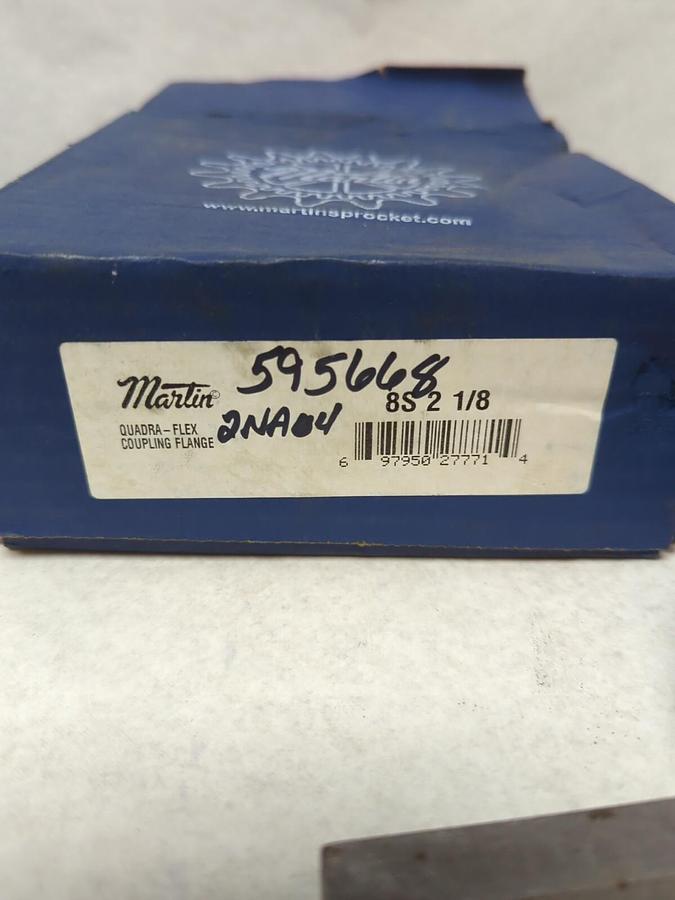 Martin
www.martinsprocket.com
Martin 595668
8S 2 1/8
QUADRA-FLEX 2NA04
COUPLING FLANGE
6 97950 27771 4